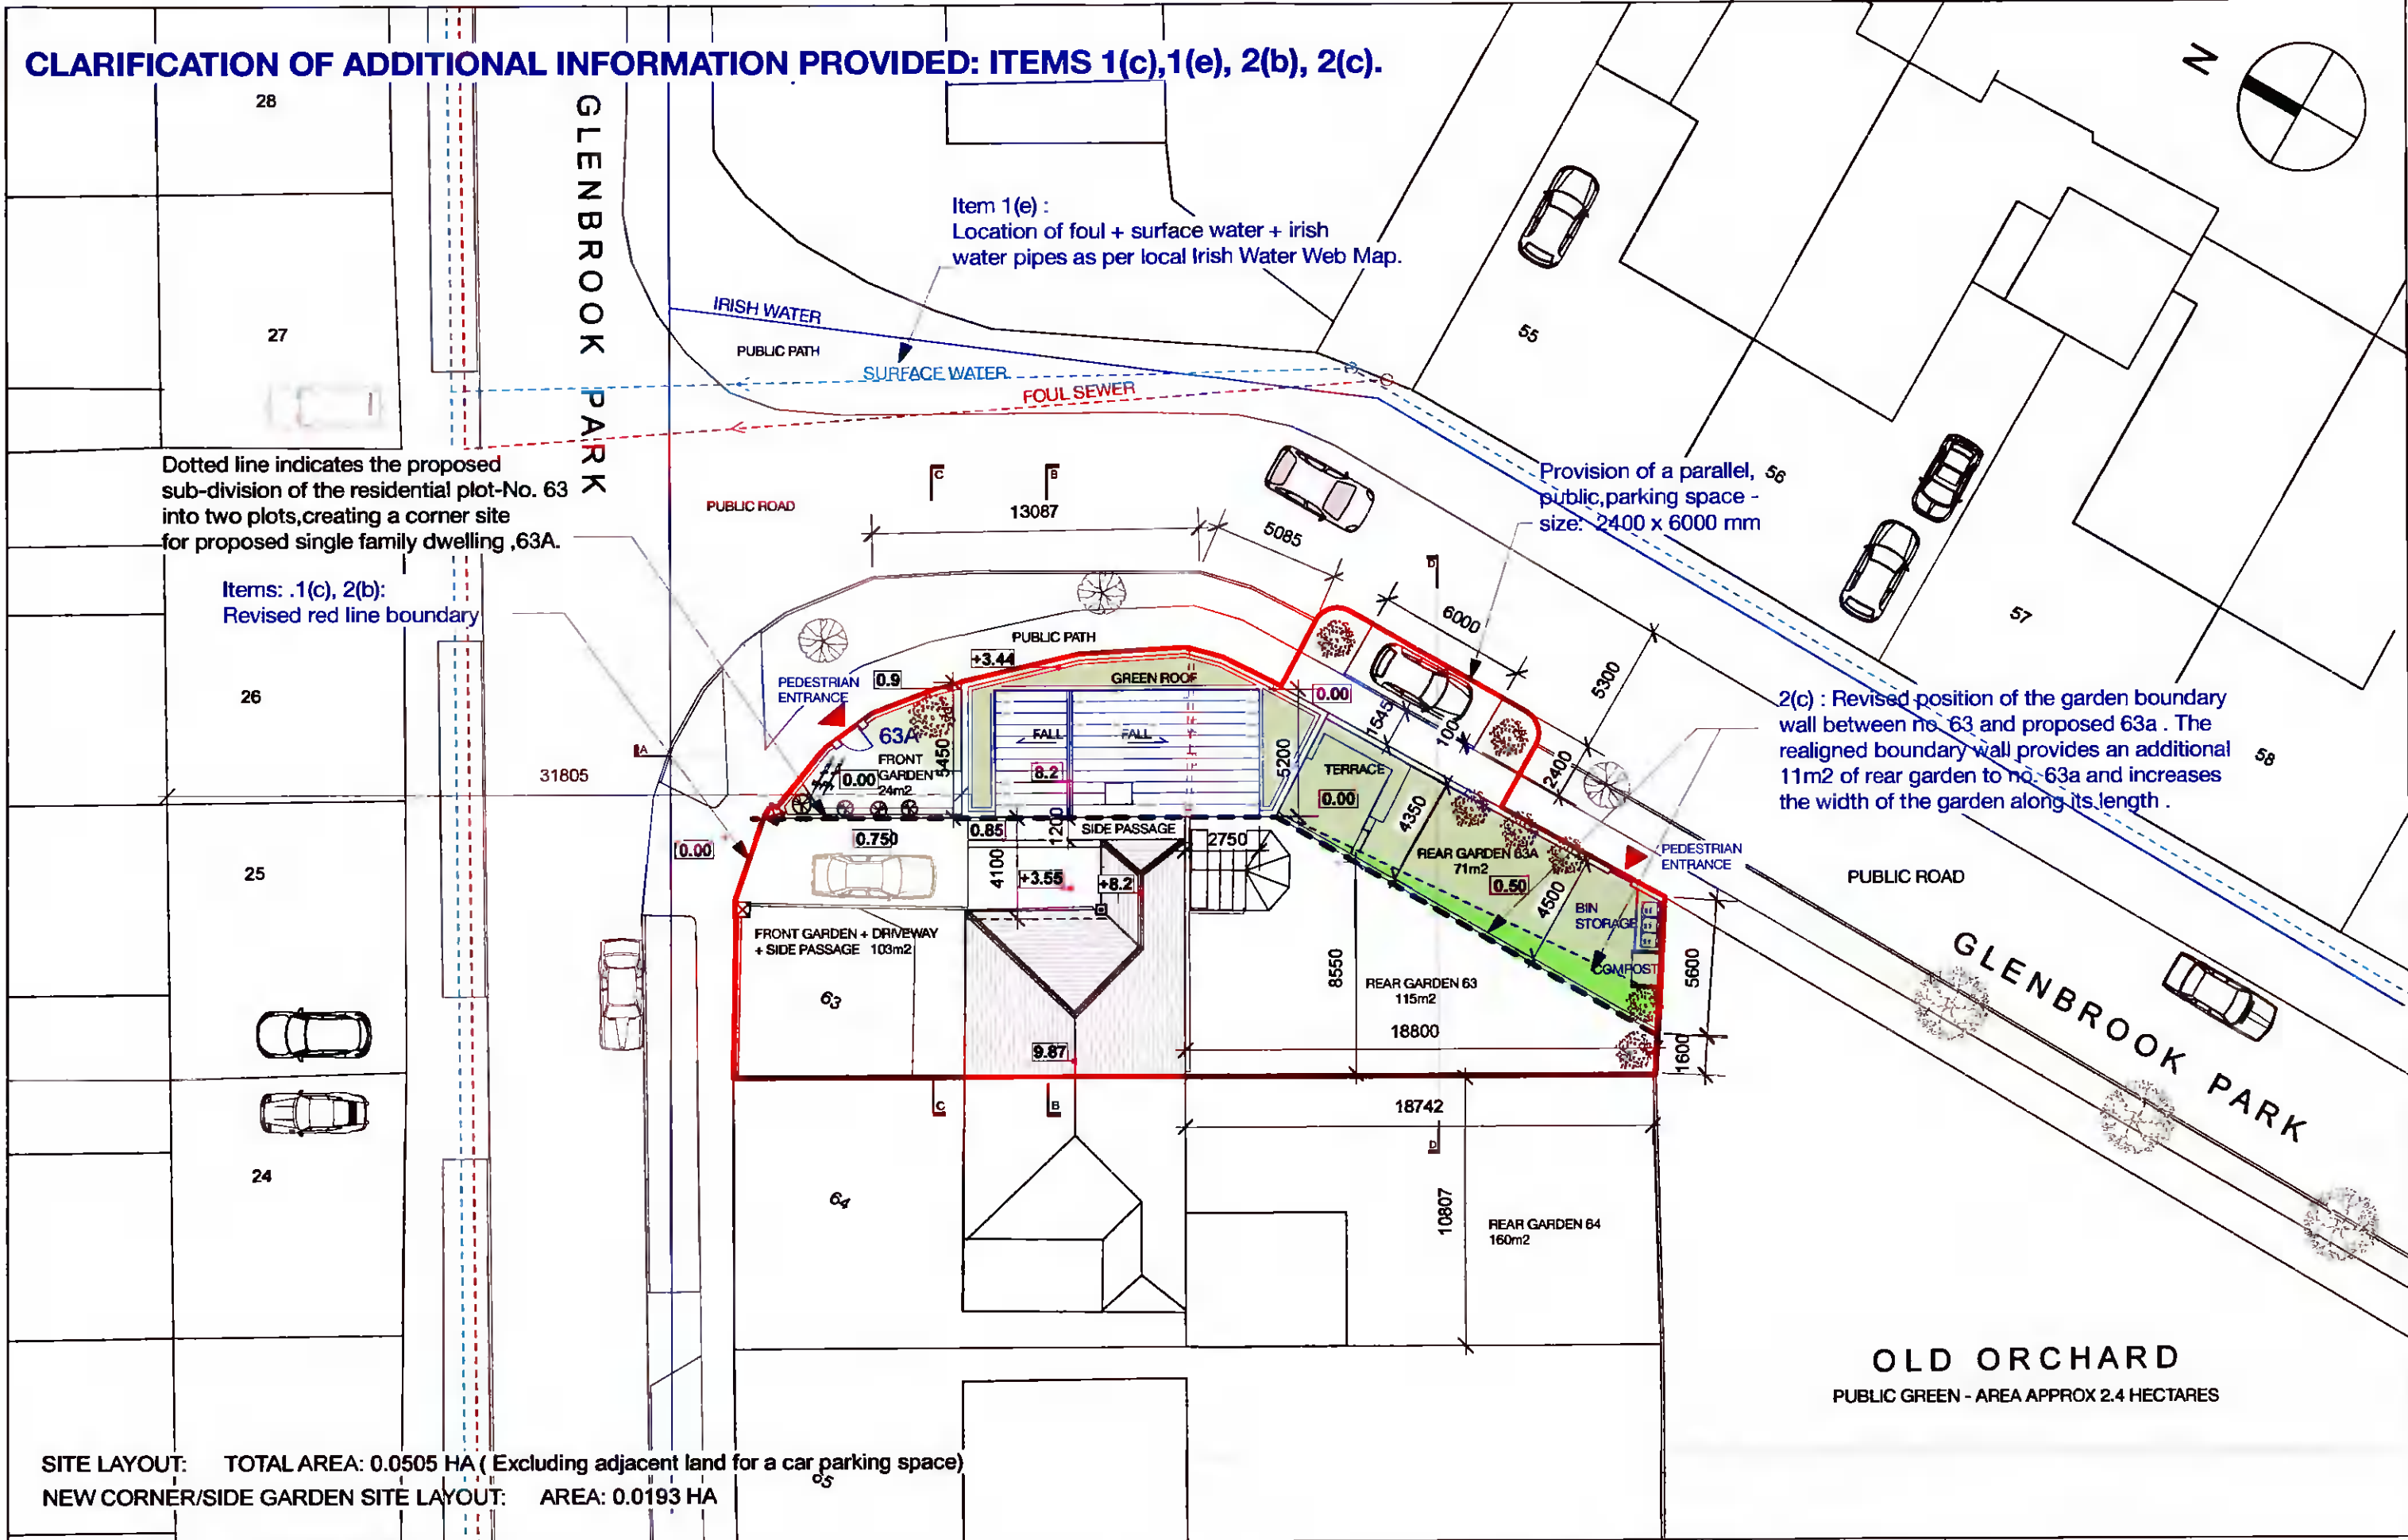 CLARIFICATION OF ADDITIONAL INFORMATION PROVIDED: ITEMS 1(c),1(e), 2(b), 2(c).
N
28
GLENBROOK PARK
Item 1(e) :
Location of foul + surface water + irish
water pipes as per local Irish Water Web Map.
27
IRISH WATER
PUBLIC PATH
SURFACE WATER
FOUL SEWER
55
Dotted line indicates the proposed
sub-division of the residential plot-No. 63
into two plots,creating a corner site
for proposed single family dwelling ,63A.
PUBLIC ROAD
C
B
13087
5085
Provision of a parallel,
public,parking space -
size: 2400 x 6000 mm
56
D
Items: .1(c), 2(b):
Revised red line boundary
6000
57
PUBLIC PATH
+3.44
GREEN ROOF
PEDESTRIAN
ENTRANCE
0.9
0.00
5300
26
2(c) : Revised position of the garden boundary
wall between no. 63 and proposed 63a . The
realigned boundary wall provides an additional
11m2 of rear garden to no. 63a and increases
the width of the garden along its length .
58
63A
FALL
FALL
1545
100
A
31805
FRONT
GARDEN
24m2
0.00
5450
8.2
5200
TERRACE
0.00
2400
4350
0.00
0.750
0.85
1200
SIDE PASSAGE
2750
4100
+3.55
+8.2
REAR GARDEN 63A
71m2
0.50
PEDESTRIAN
ENTRANCE
PUBLIC ROAD
25
4500
BIN
STORAGE
COMPOST
5600
FRONT GARDEN + DRIVEWAY
+ SIDE PASSAGE 103m2
63
8550
REAR GARDEN 63
115m2
18800
1600
GLENBROOK PARK
9.87
C
B
18742
D
24
64
10807
REAR GARDEN 64
160m2
OLD ORCHARD
PUBLIC GREEN - AREA APPROX 2.4 HECTARES
SITE LAYOUT: TOTAL AREA: 0.0505 HA ( Excluding adjacent land for a car parking space)
65
NEW CORNER/SIDE GARDEN SITE LAYOUT: AREA: 0.0193 HA